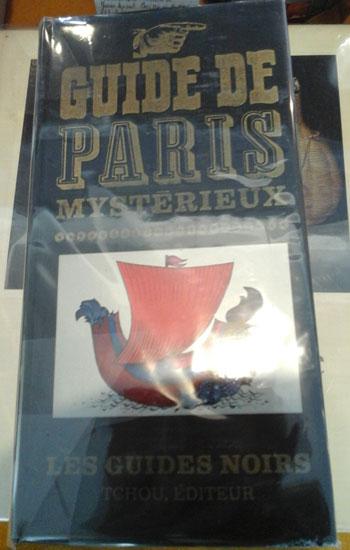 GUIDE DE
PARIS
MYSTÉRIEUX
LES GUIDES NOIRS
TCHOU, ÉDITEUR